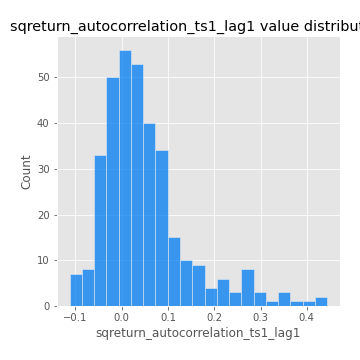 sqreturn_autocorrelation_ts1_lag1 value distribut
50
40
30
20
10
0
Count
−0.1 0.0 0.1 0.2 0.3 0.4
sqreturn_autocorrelation_ts1_lag1